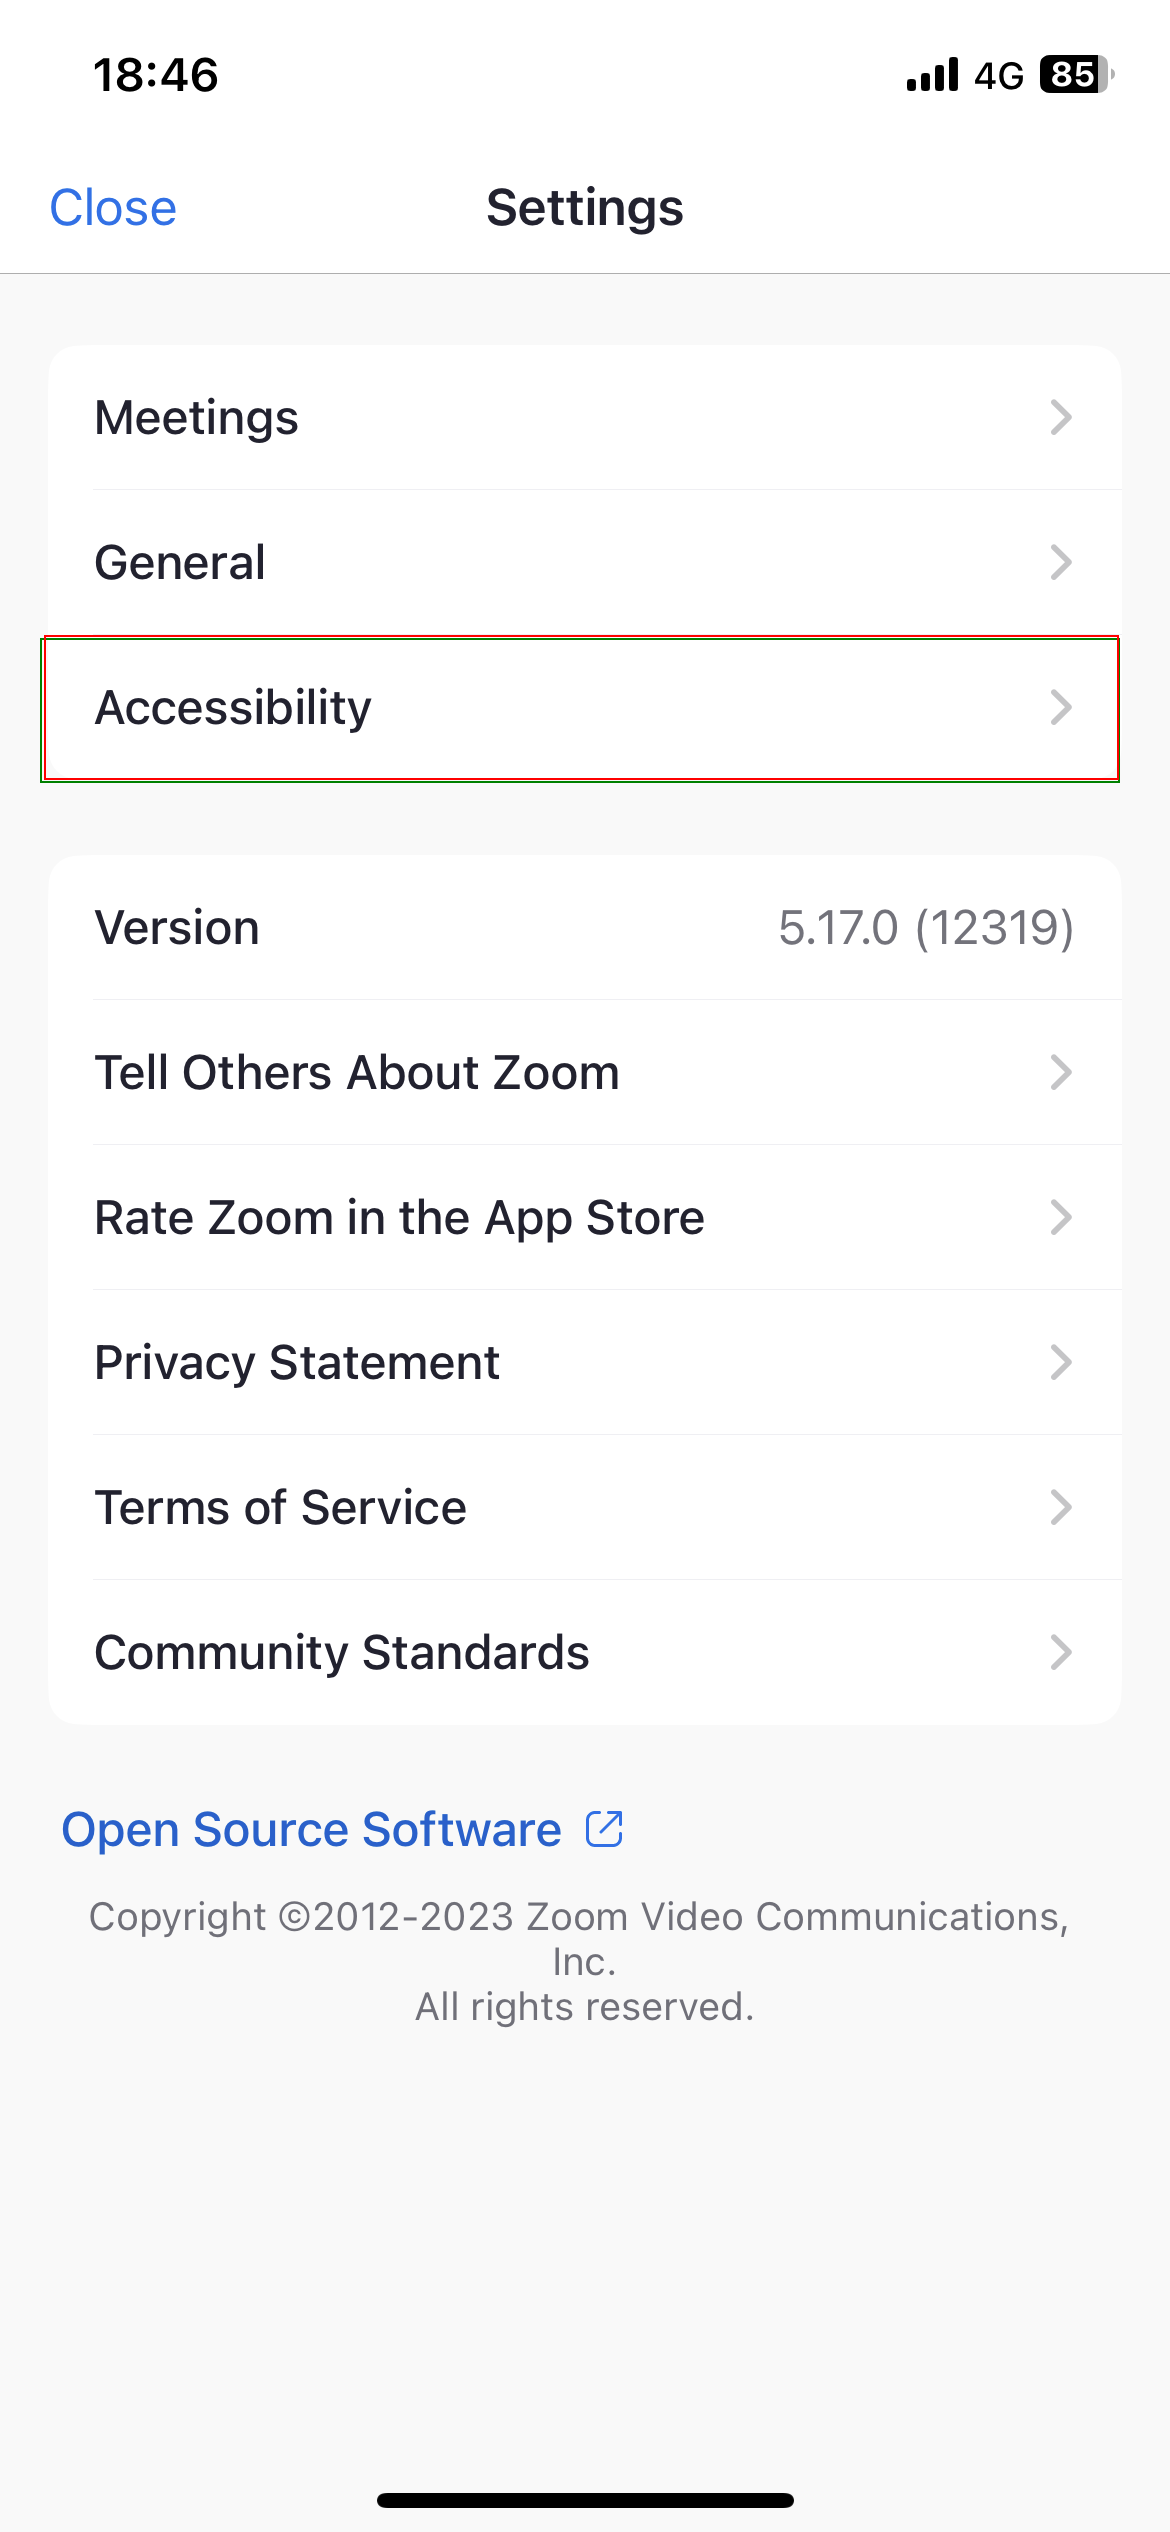 18:46 4G 85
Close Settings
Meetings
General
Accessibility
Version 5.17.0 (12319)
Tell Others About Zoom
Rate Zoom in the App Store
Privacy Statement
Terms of Service
Community Standards
Open Source Software
Copyright ©2012-2023 Zoom Video Communications,
Inc.
All rights reserved.